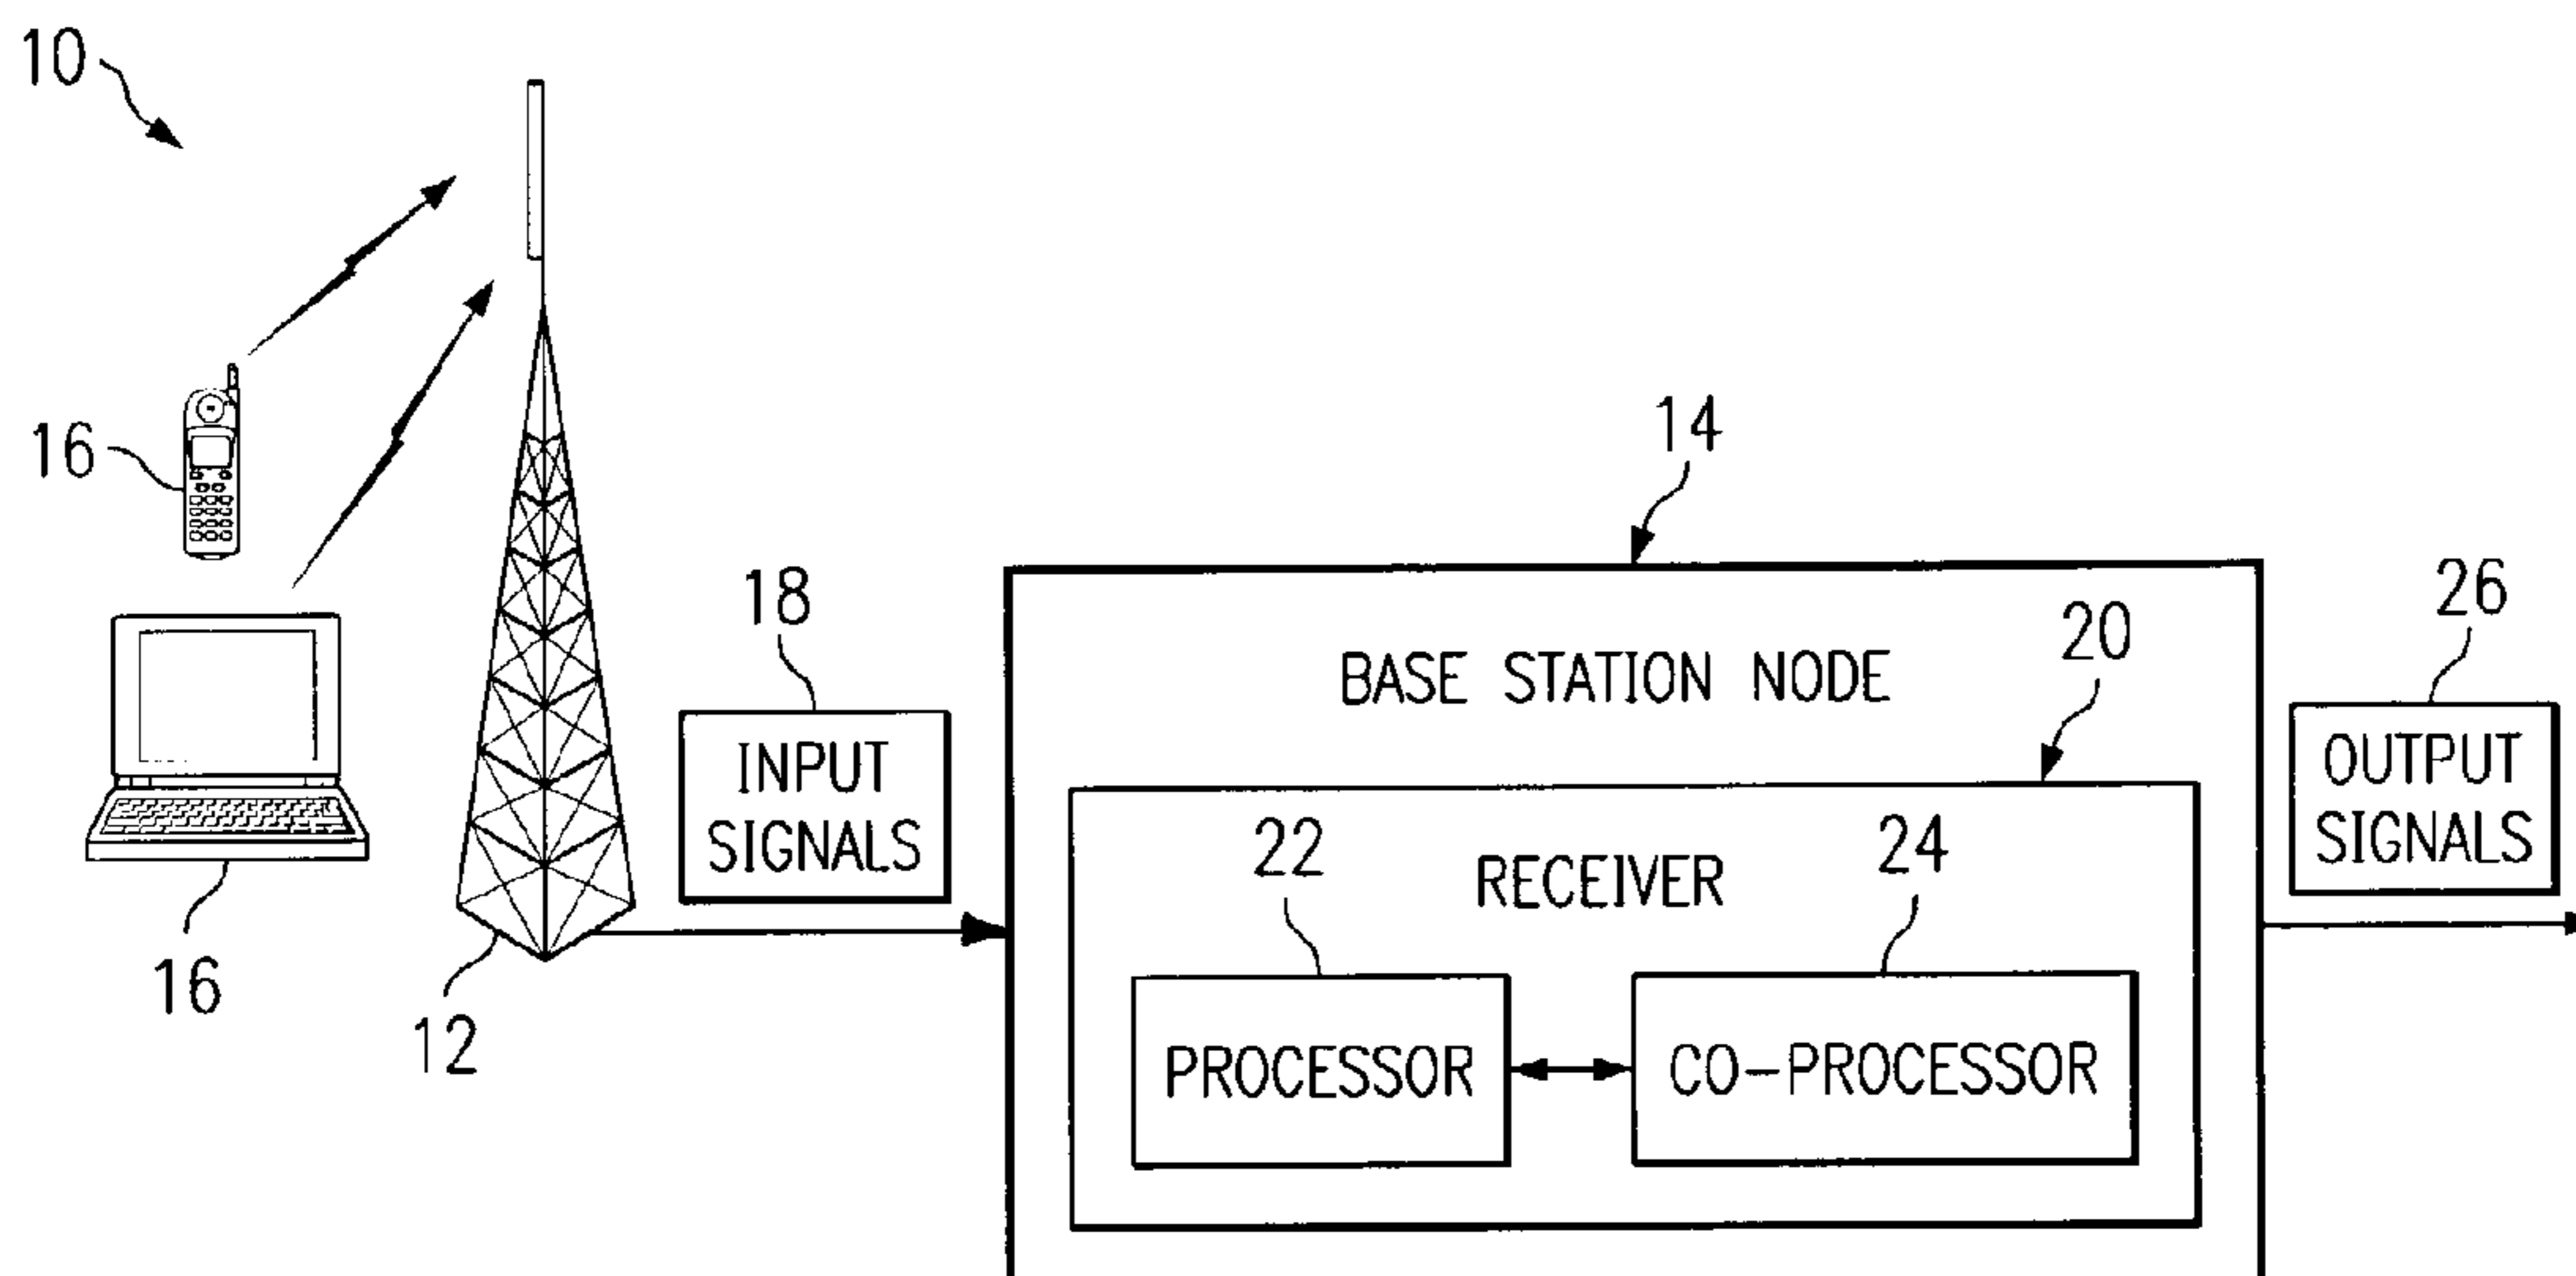 10
16
16
12
18
INPUT
SIGNALS
14
BASE STATION NODE
20
RECEIVER
22
PROCESSOR
24
CO-PROCESSOR
26
OUTPUT
SIGNALS